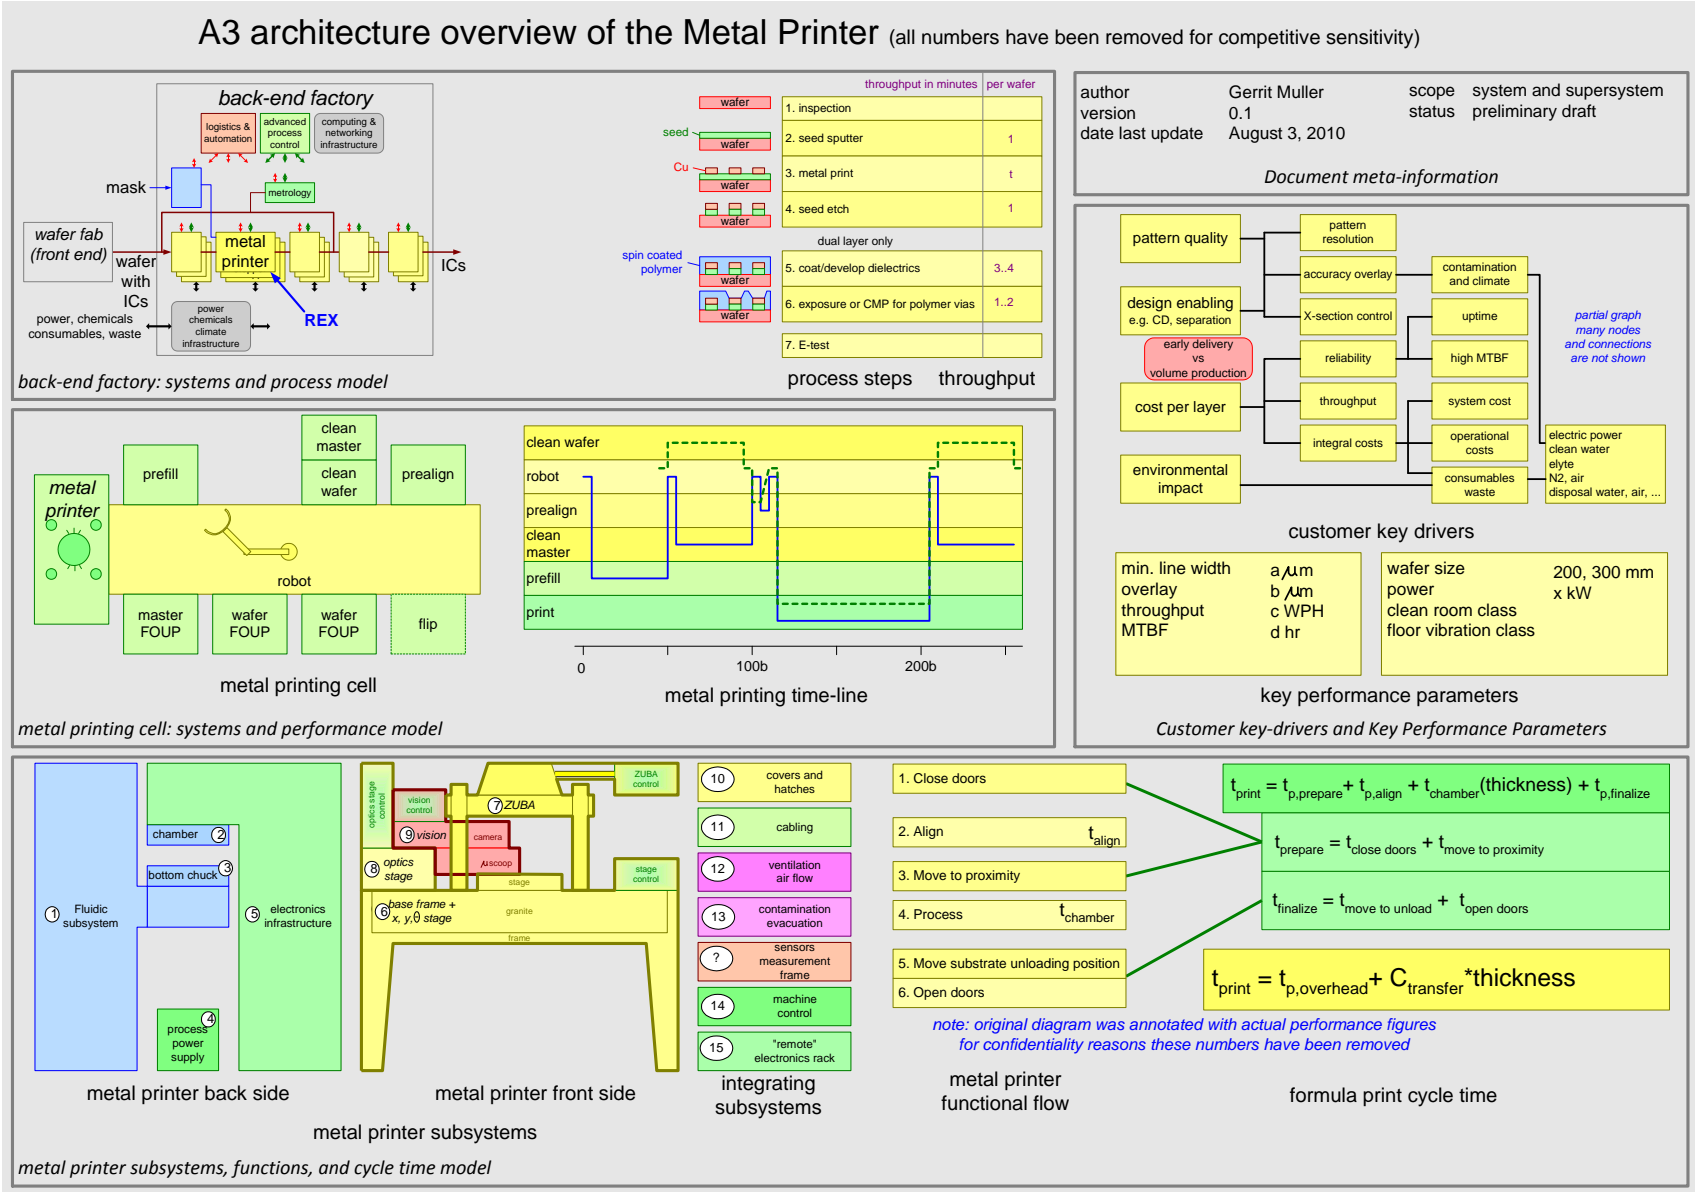 A3 architecture overview of the Metal Printer (all numbers have been removed for competitive sensitivity)
back-end factory
logistics &
automation
advanced
process
control
computing &
networking
infrastructure
mask
metrology
wafer fab
(front end)
metal
printer
wafer
with
ICs
ICs
power, chemicals
consumables, waste
power
chemicals
climate
infrastructure
REX
back-end factory: systems and process model
throughput in minutes
per wafer
wafer
1. inspection
seed
wafer
2. seed sputter
1
Cu
wafer
3. metal print
t
wafer
4. seed etch
1
dual layer only
spin coated
polymer
wafer
5. coat/develop dielectrics
3..4
wafer
6. exposure or CMP for polymer vias
1..2
7. E-test
process steps
throughput
author
Gerrit Muller
scope
system and supersystem
version
0.1
status
preliminary draft
date last update
August 3, 2010
Document meta-information
pattern quality
pattern
resolution
accuracy overlay
contamination
and climate
design enabling
e.g. CD, separation
X-section control
uptime
early delivery
vs
volume production
reliability
high MTBF
partial graph
many nodes
and connections
are not shown
cost per layer
throughput
system cost
integral costs
operational
costs
environmental
impact
consumables
waste
electric power
clean water
elyte
N2, air
disposal water, air, ...
customer key drivers
min. line width
a μm
overlay
b μm
throughput
c WPH
MTBF
d hr
wafer size
200, 300 mm
power
x kW
clean room class
floor vibration class
key performance parameters
Customer key-drivers and Key Performance Parameters
clean
master
prefill
clean
wafer
prealign
metal
printer
robot
master
FOUP
wafer
FOUP
wafer
FOUP
flip
metal printing cell
clean wafer
robot
prealign
clean
master
prefill
print
0
100b
200b
metal printing time-line
metal printing cell: systems and performance model
chamber
2
3
bottom chuck
1
Fluidic
subsystem
5
electronics
infrastructure
4
process
power
supply
metal printer back side
optics stage
control
vision
control
ZUBA
control
7
ZUBA
9
vision
camera
μscoop
8
optics
stage
stage
stage
control
6
base frame +
x, y,θ stage
granite
frame
metal printer front side
metal printer subsystems
10
covers and
hatches
11
cabling
12
ventilation
air flow
13
contamination
evacuation
?
sensors
measurement
frame
14
machine
control
15
"remote"
electronics rack
integrating
subsystems
1. Close doors
2. Align
talign
3. Move to proximity
4. Process
tchamber
5. Move substrate unloading position
6. Open doors
tprint = tp,prepare+ tp,align + tchamber(thickness) + tp,finalize
tprepare = tclose doors + tmove to proximity
tfinalize = tmove to unload + topen doors
tprint = tp,overhead+ Ctransfer *thickness
note: original diagram was annotated with actual performance figures
for confidentiality reasons these numbers have been removed
metal printer
functional flow
formula print cycle time
metal printer subsystems, functions, and cycle time model